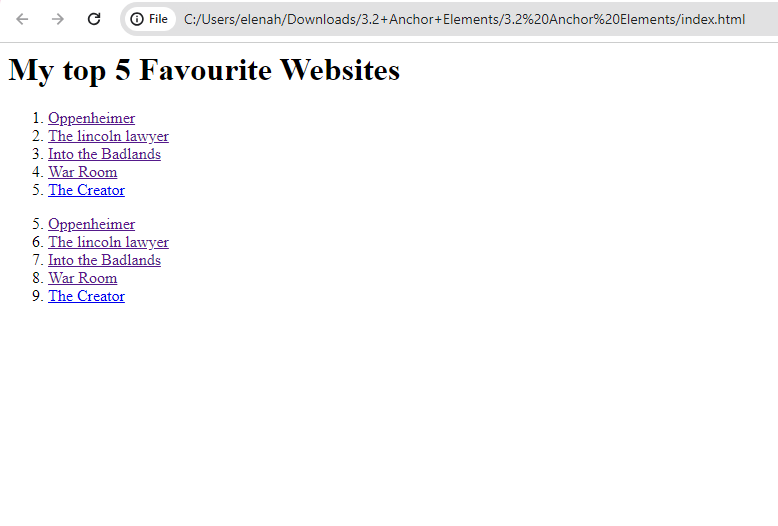 File C:/Users/elenah/Downloads/3.2+Anchor+Elements/3.2%20Anchor%20Elements/index.html
My top 5 Favourite Websites
1. Oppenheimer
2. The lincoln lawyer
3. Into the Badlands
4. War Room
5. The Creator
5. Oppenheimer
6. The lincoln lawyer
7. Into the Badlands
8. War Room
9. The Creator